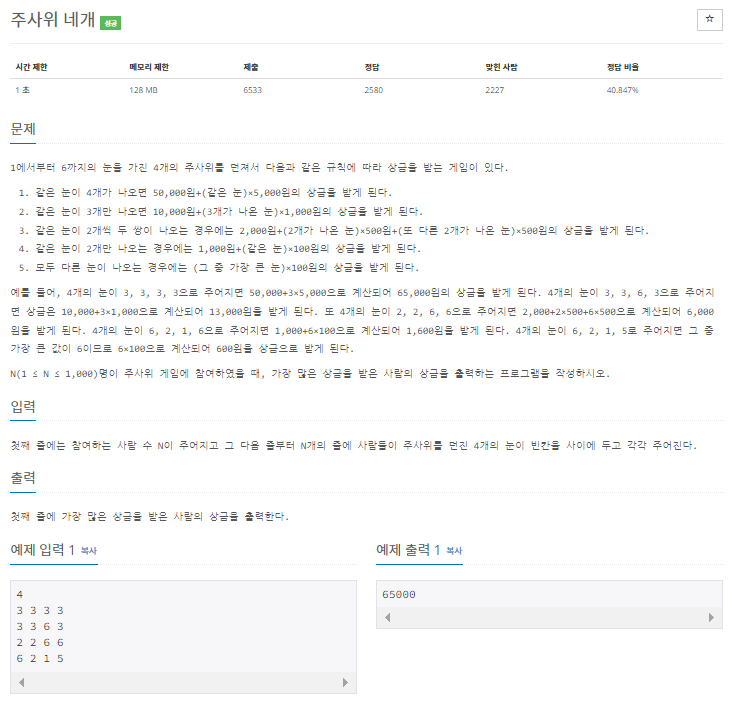 주사위 네개 성공
☆
시간 제한 메모리 제한 제출 정답 맞힌 사람 정답 비율
1 초 128 MB 6533 2580 2227 40.847%
문제
1에서부터 6까지의 눈을 가진 4개의 주사위를 던져서 다음과 같은 규칙에 따라 상금을 받는 게임이 있다.
1. 같은 눈이 4개가 나오면 50,000원+(같은 눈)×5,000원의 상금을 받게 된다.
2. 같은 눈이 3개만 나오면 10,000원+(3개가 나온 눈)×1,000원의 상금을 받게 된다.
3. 같은 눈이 2개씩 두 쌍이 나오는 경우에는 2,000원+(2개가 나온 눈)×500원+(또 다른 2개가 나온 눈)×500원의 상금을 받게 된다.
4. 같은 눈이 2개만 나오는 경우에는 1,000원+(같은 눈)×100원의 상금을 받게 된다.
5. 모두 다른 눈이 나오는 경우에는 (그 중 가장 큰 눈)×100원의 상금을 받게 된다.
예를 들어, 4개의 눈이 3, 3, 3, 3으로 주어지면 50,000+3×5,000으로 계산되어 65,000원의 상금을 받게 된다. 4개의 눈이 3, 3, 6, 3으로 주어지
면 상금은 10,000+3×1,000으로 계산되어 13,000원을 받게 된다. 또 4개의 눈이 2, 2, 6, 6으로 주어지면 2,000+2×500+6×500으로 계산되어 6,000
원을 받게 된다. 4개의 눈이 6, 2, 1, 6으로 주어지면 1,000+6×100으로 계산되어 1,600원을 받게 된다. 4개의 눈이 6, 2, 1, 5로 주어지면 그 중
가장 큰 값이 6이므로 6×100으로 계산되어 600원을 상금으로 받게 된다.
N(1 ≤ N ≤ 1,000)명이 주사위 게임에 참여하였을 때, 가장 많은 상금을 받은 사람의 상금을 출력하는 프로그램을 작성하시오.
입력
첫째 줄에는 참여하는 사람 수 N이 주어지고 그 다음 줄부터 N개의 줄에 사람들이 주사위를 던진 4개의 눈이 빈칸을 사이에 두고 각각 주어진다.
출력
첫째 줄에 가장 많은 상금을 받은 사람의 상금을 출력한다.
예제 입력 1 복사
4
3 3 3 3
3 3 6 3
2 2 6 6
6 2 1 5
예제 출력 1 복사
65000